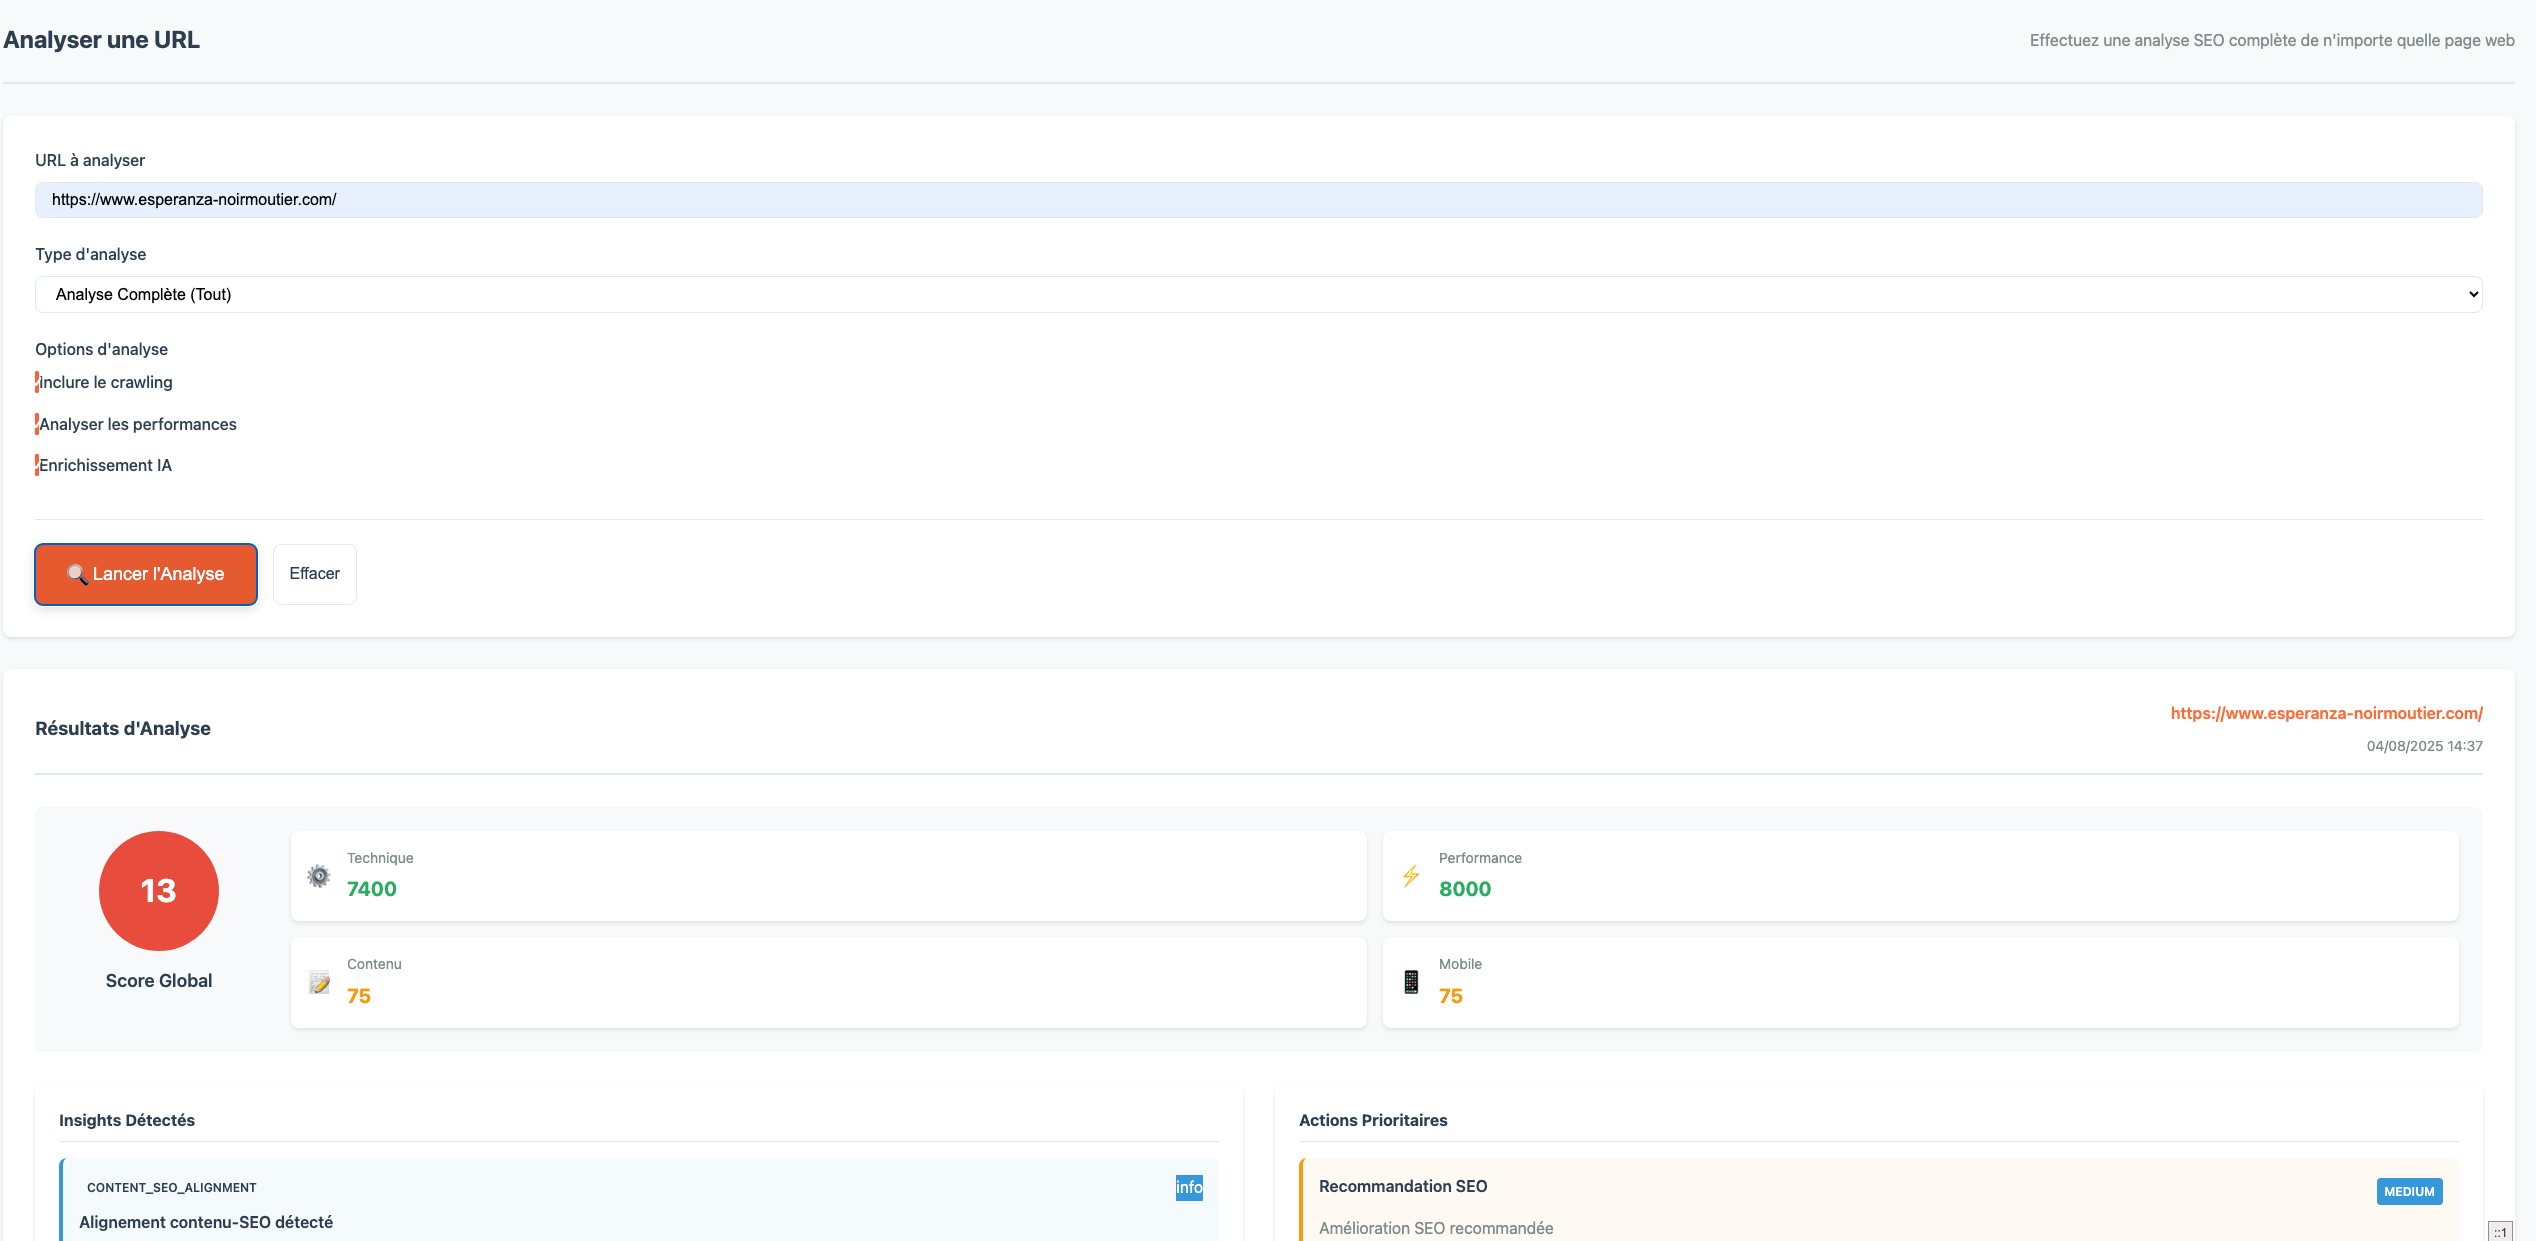 Analyser une URL
Effectuez une analyse SEO complète de n'importe quelle page web
URL à analyser
https://www.esperanza-noirmoutier.com/
Type d'analyse
Analyse Complète (Tout)
Options d'analyse
Inclure le crawling
Analyser les performances
Enrichissement IA
Lancer l'Analyse
Effacer
Résultats d'Analyse
https://www.esperanza-noirmoutier.com/
04/08/2025 14:37
13
Score Global
Technique
7400
Performance
8000
Contenu
75
Mobile
75
Insights Détectés
CONTENT_SEO_ALIGNMENT
info
Alignement contenu-SEO détecté
Actions Prioritaires
Recommandation SEO
MEDIUM
Amélioration SEO recommandée
::1